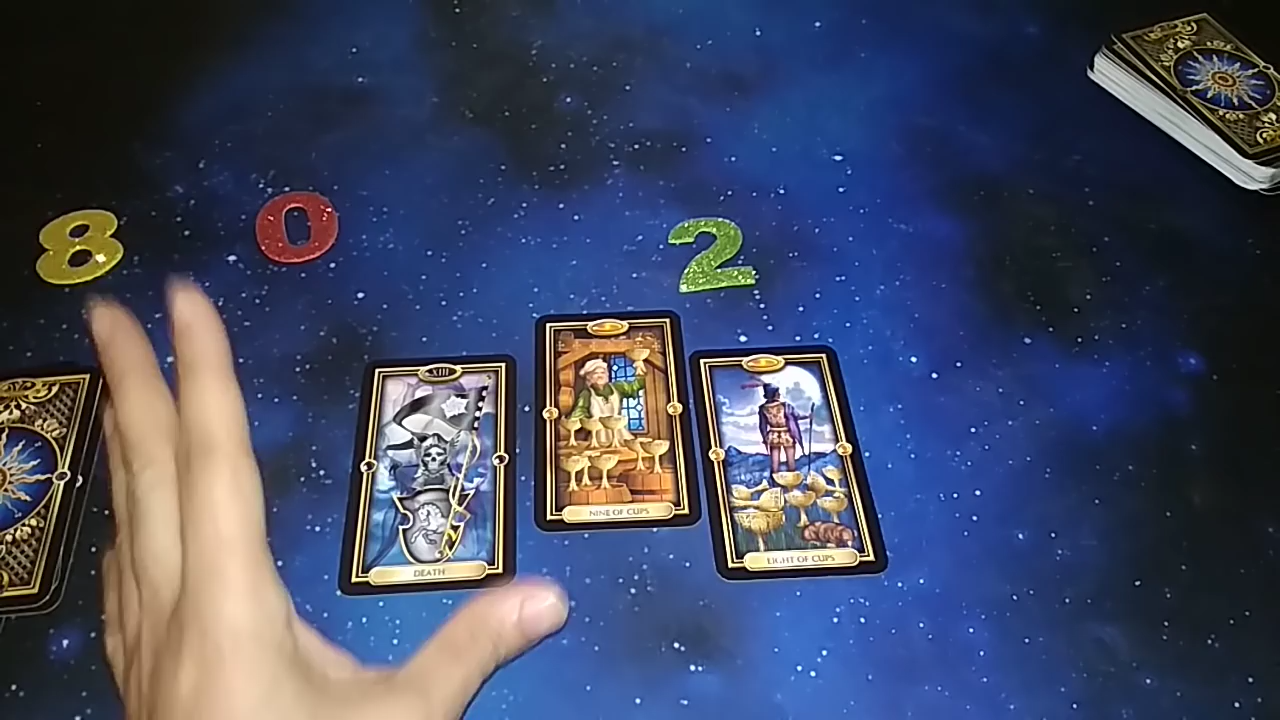 8 0 2
XIII
DEATH
NINE OF CUPS
EIGHT OF CUPS